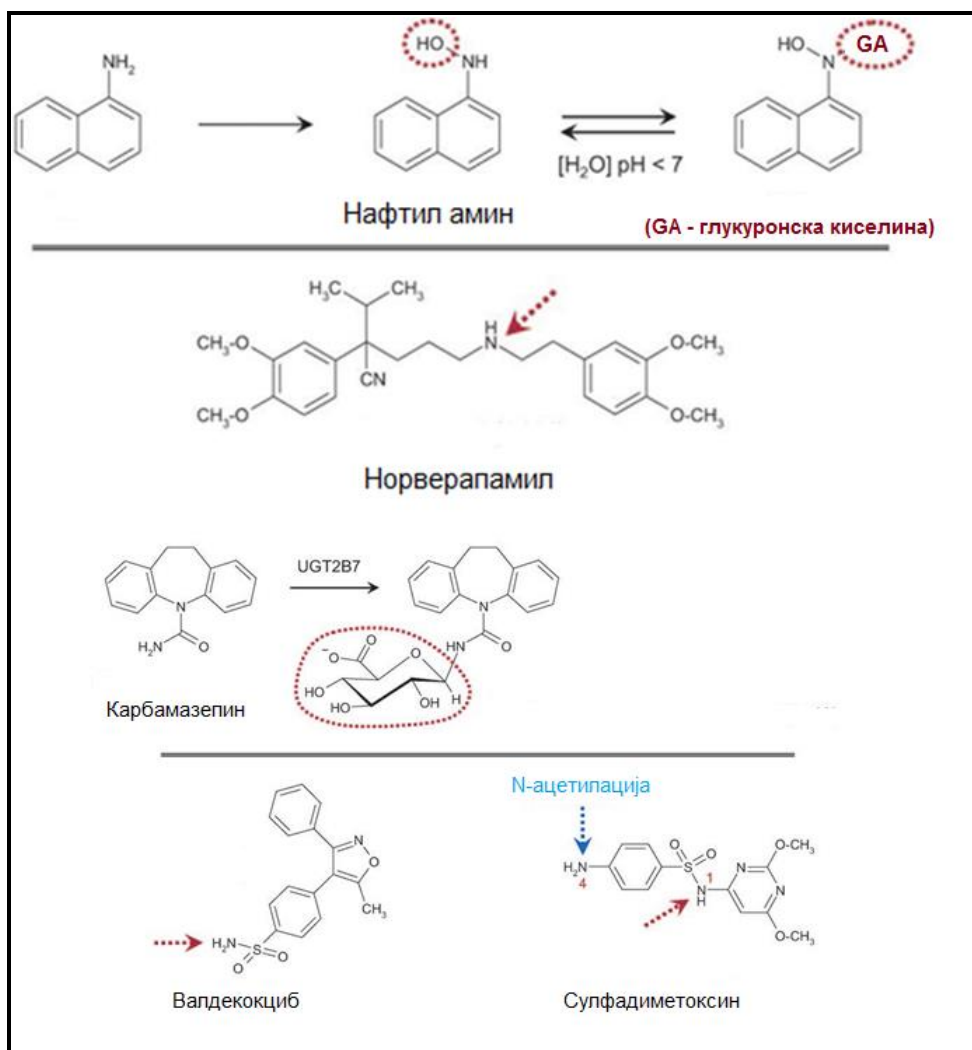 NH₂
HO
NH
HO
N
GA
[H₂O] pH < 7
Нафтил амин
(GA - глукуронска киселина)
H₃C
CH₃
H
N
CH₃-O
CH₃-O
CN
O-CH₃
O-CH₃
Норверапамил
UGT2B7
N
H₂N
O
N
HN
O
O
⁻O
O
HO
HO
OH
H
Карбамазепин
N-ацетилација
N
O
CH₃
H₂N
S
O
O
Валдекокциб
H₂N
4
O
O
S
1
N
H
N
N
O-CH₃
O-CH₃
Сулфадиметоксин